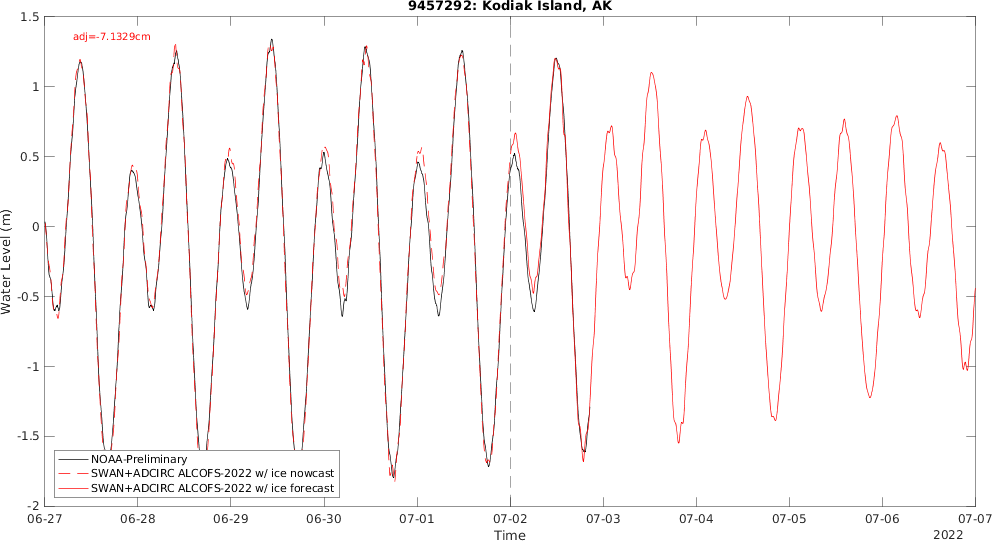 9457292: Kodiak Island, AK
adj=-7.1329cm
1.5
1
0.5
0
-0.5
-1
-1.5
-2
Water Level (m)
NOAA-Preliminary
SWAN+ADCIRC ALCOFS-2022 w/ ice nowcast
SWAN+ADCIRC ALCOFS-2022 w/ ice forecast
06-27 06-28 06-29 06-30 07-01 07-02 07-03 07-04 07-05 07-06 07-07
Time
2022